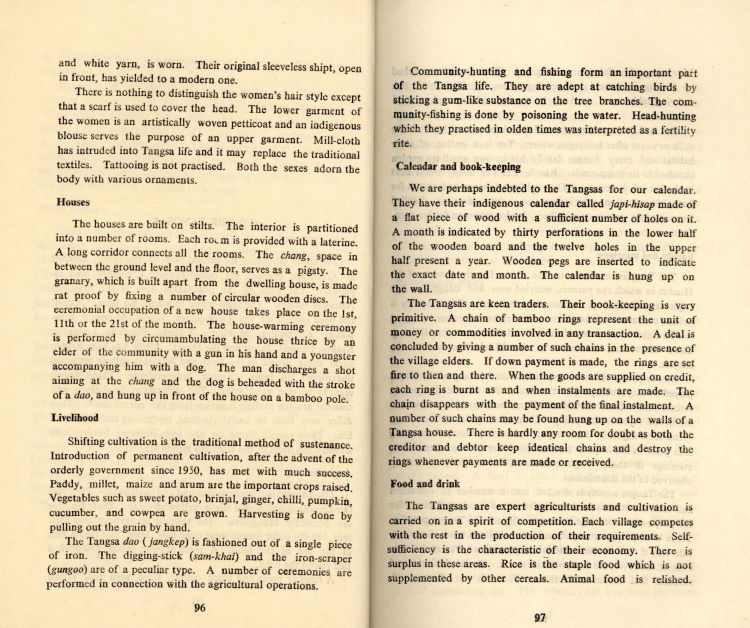 and white yarn, is worn. Their original sleeveless shipt, open
in front, has yielded to a modern one.
There is nothing to distinguish the women's hair style except
that a scarf is used to cover the head. The lower garment of
the women is an artistically woven petticoat and an indigenous
blouse serves the purpose of an upper garment. Mill-cloth
has intruded into Tangsa life and it may replace the traditional
textiles. Tattooing is not practised. Both the sexes adorn the
body with various ornaments.
Houses
The houses are built on stilts. The interior is partitioned
into a number of rooms. Each room is provided with a laterine.
A long corridor connects all the rooms. The chang, space in
between the ground level and the floor, serves as a pigsty. The
granary, which is built apart from the dwelling house, is made
rat proof by fixing a number of circular wooden discs. The
ceremonial occupation of a new house takes place on the 1st,
11th or the 21st of the month. The house-warming ceremony
is performed by circumambulating the house thrice by an
elder of the community with a gun in his hand and a youngster
accompanying him with a dog. The man discharges a shot
aiming at the chang and the dog is beheaded with the stroke
of a dao, and hung up in front of the house on a bamboo pole.
Livelihood
Shifting cultivation is the traditional method of sustenance.
Introduction of permanent cultivation, after the advent of the
orderly government since 1950, has met with much success.
Paddy, millet, maize and arum are the important crops raised.
Vegetables such as sweet potato, brinjal, ginger, chilli, pumpkin,
cucumber, and cowpea are grown. Harvesting is done by
pulling out the grain by hand.
The Tangsa dao (jangkep) is fashioned out of a single piece
of iron. The digging-stick (sam-khai) and the iron-scraper
(gungoo) are of a peculiar type. A number of ceremonies are
performed in connection with the agricultural operations.
96
Community-hunting and fishing form an important part
of the Tangsa life. They are adept at catching birds by
sticking a gum-like substance on the tree branches. The com-
munity-fishing is done by poisoning the water. Head-hunting
which they practised in olden times was interpreted as a fertility
rite.
Calendar and book-keeping
We are perhaps indebted to the Tangsas for our calendar.
They have their indigenous calendar called japi-hisap made of
a flat piece of wood with a sufficient number of holes on it.
A month is indicated by thirty perforations in the lower half
of the wooden board and the twelve holes in the upper
half present a year. Wooden pegs are inserted to indicate
the exact date and month. The calendar is hung up on
the wall.
The Tangsas are keen traders. Their book-keeping is very
primitive. A chain of bamboo rings represent the unit of
money or commodities involved in any transaction. A deal is
concluded by giving a number of such chains in the presence of
the village elders. If down payment is made, the rings are set
fire to then and there. When the goods are supplied on credit,
each ring is burnt as and when instalments are made. The
chain disappears with the payment of the final instalment. A
number of such chains may be found hung up on the walls of a
Tangsa house. There is hardly any room for doubt as both the
creditor and debtor keep identical chains and destroy the
rings whenever payments are made or received.
Food and drink
The Tangsas are expert agriculturists and cultivation is
carried on in a spirit of competition. Each village competes
with the rest in the production of their requirements. Self-
sufficiency is the characteristic of their economy. There is
surplus in these areas. Rice is the staple food which is not
supplemented by other cereals. Animal food is relished.
97